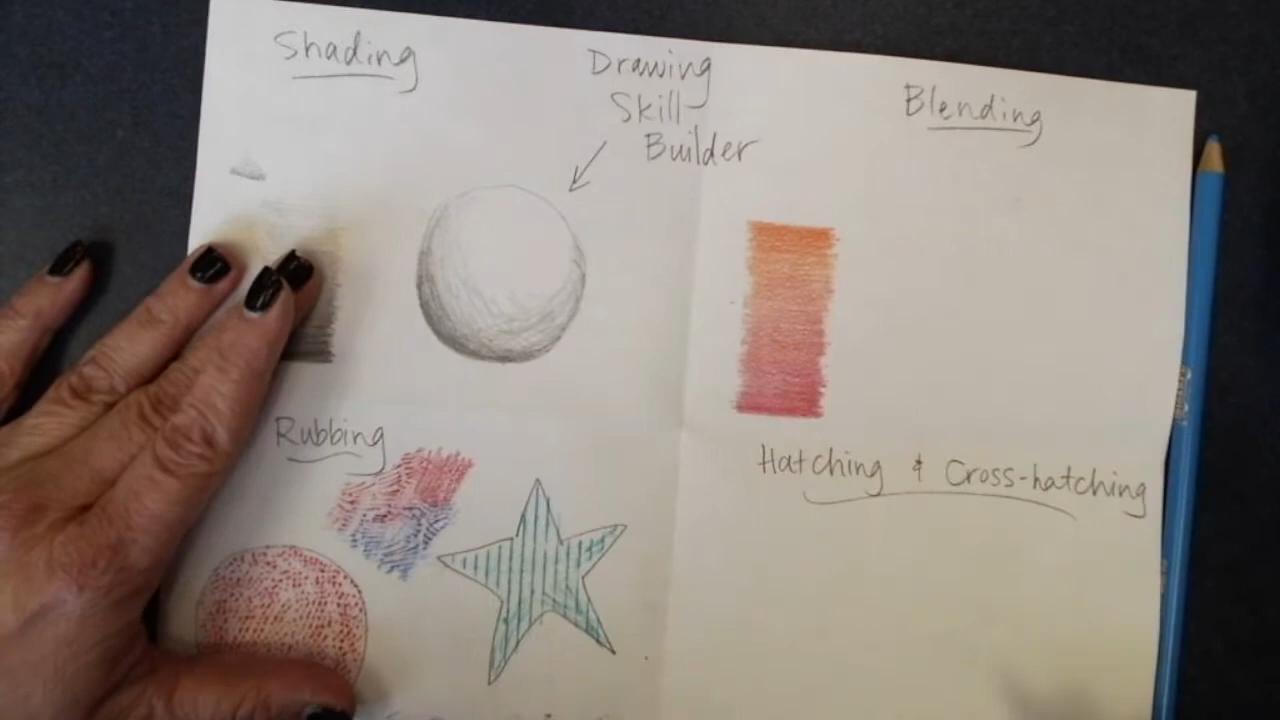 Shading
Drawing
Skill
Builder
Blending
Rubbing
Hatching & Cross-hatching